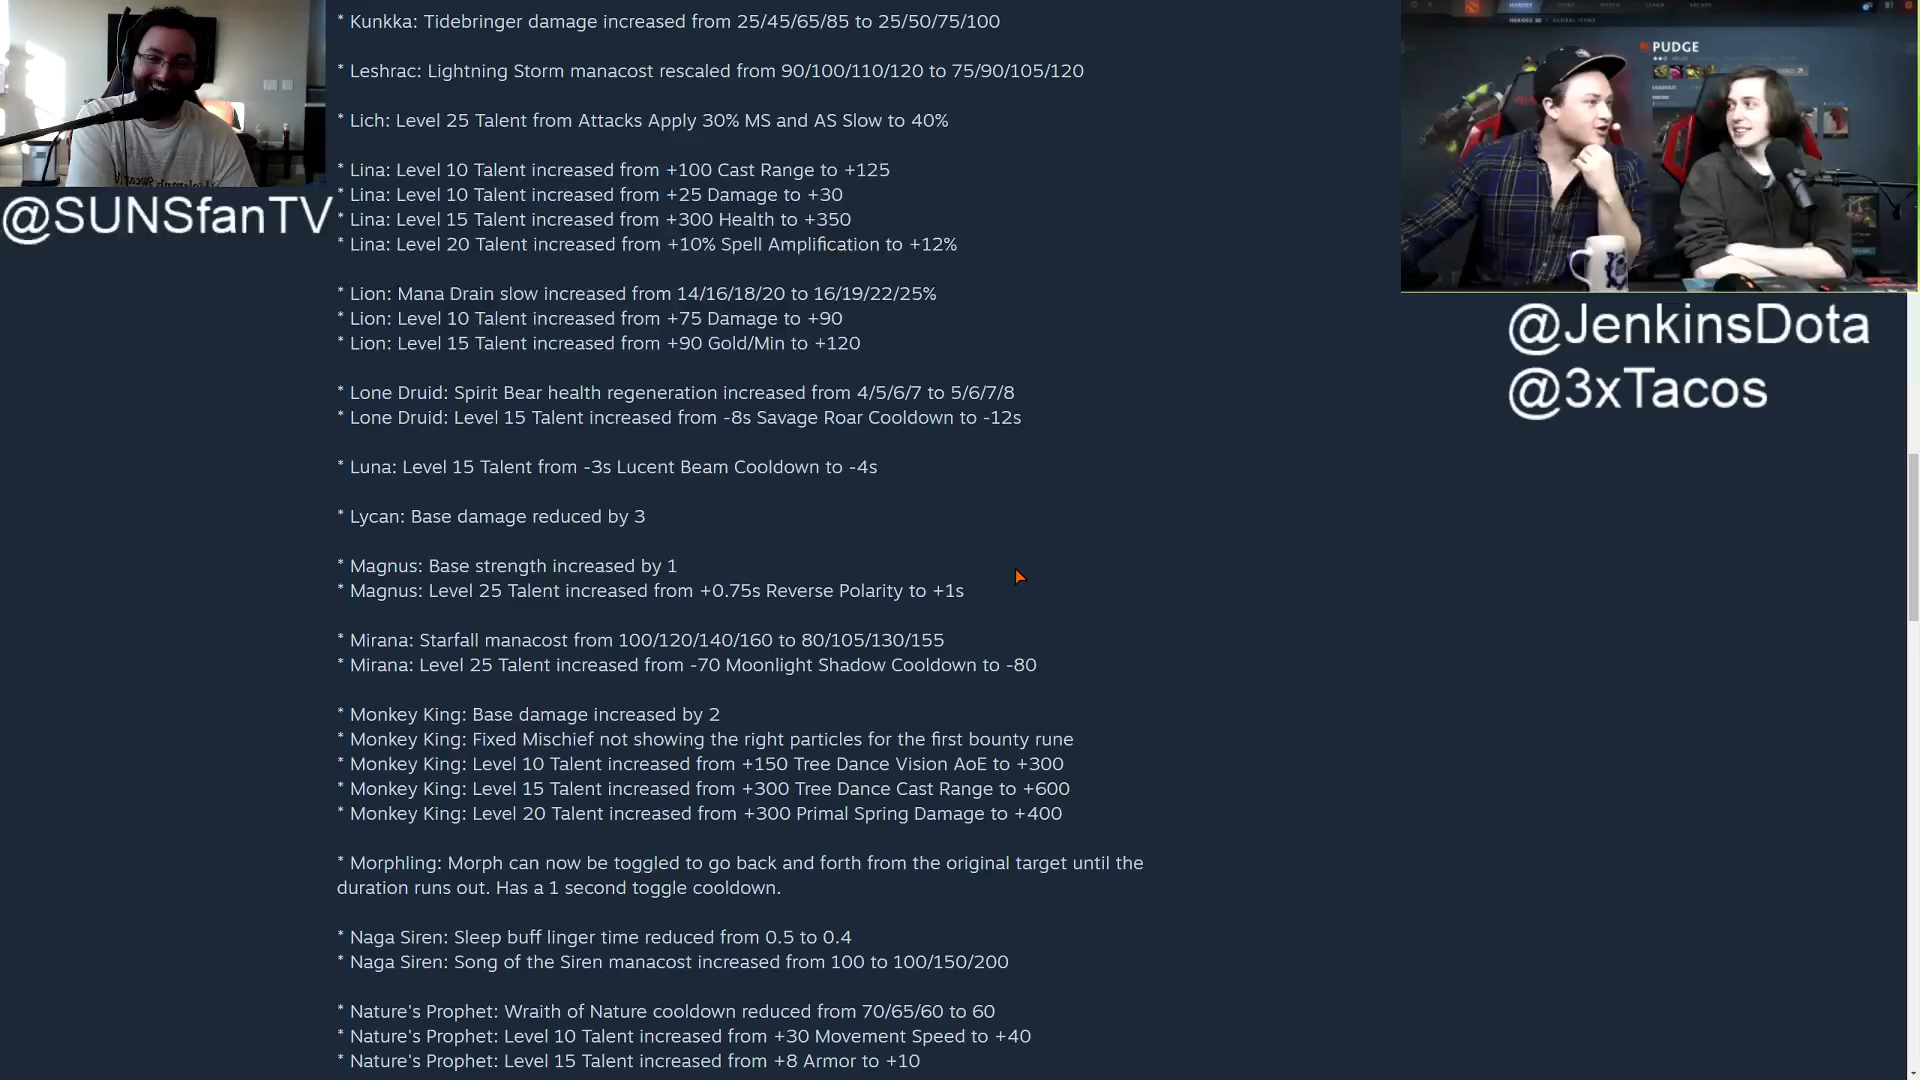 * Kunkka: Tidebringer damage increased from 25/45/65/85 to 25/50/75/100
* Leshrac: Lightning Storm manacost rescaled from 90/100/110/120 to 75/90/105/120
* Lich: Level 25 Talent from Attacks Apply 30% MS and AS Slow to 40%
* Lina: Level 10 Talent increased from +100 Cast Range to +125
* Lina: Level 10 Talent increased from +25 Damage to +30
* Lina: Level 15 Talent increased from +300 Health to +350
* Lina: Level 20 Talent increased from +10% Spell Amplification to +12%
* Lion: Mana Drain slow increased from 14/16/18/20 to 16/19/22/25%
* Lion: Level 10 Talent increased from +75 Damage to +90
* Lion: Level 15 Talent increased from +90 Gold/Min to +120
* Lone Druid: Spirit Bear health regeneration increased from 4/5/6/7 to 5/6/7/8
* Lone Druid: Level 15 Talent increased from -8s Savage Roar Cooldown to -12s
* Luna: Level 15 Talent from -3s Lucent Beam Cooldown to -4s
* Lycan: Base damage reduced by 3
* Magnus: Base strength increased by 1
* Magnus: Level 25 Talent increased from +0.75s Reverse Polarity to +1s
* Mirana: Starfall manacost from 100/120/140/160 to 80/105/130/155
* Mirana: Level 25 Talent increased from -70 Moonlight Shadow Cooldown to -80
* Monkey King: Base damage increased by 2
* Monkey King: Fixed Mischief not showing the right particles for the first bounty rune
* Monkey King: Level 10 Talent increased from +150 Tree Dance Vision AoE to +300
* Monkey King: Level 15 Talent increased from +300 Tree Dance Cast Range to +600
* Monkey King: Level 20 Talent increased from +300 Primal Spring Damage to +400
* Morphling: Morph can now be toggled to go back and forth from the original target until the
duration runs out. Has a 1 second toggle cooldown.
* Naga Siren: Sleep buff linger time reduced from 0.5 to 0.4
* Naga Siren: Song of the Siren manacost increased from 100 to 100/150/200
* Nature's Prophet: Wraith of Nature cooldown reduced from 70/65/60 to 60
* Nature's Prophet: Level 10 Talent increased from +30 Movement Speed to +40
* Nature's Prophet: Level 15 Talent increased from +8 Armor to +10
@SUNSfanTV
PUDGE
@JenkinsDota
@3xTacos